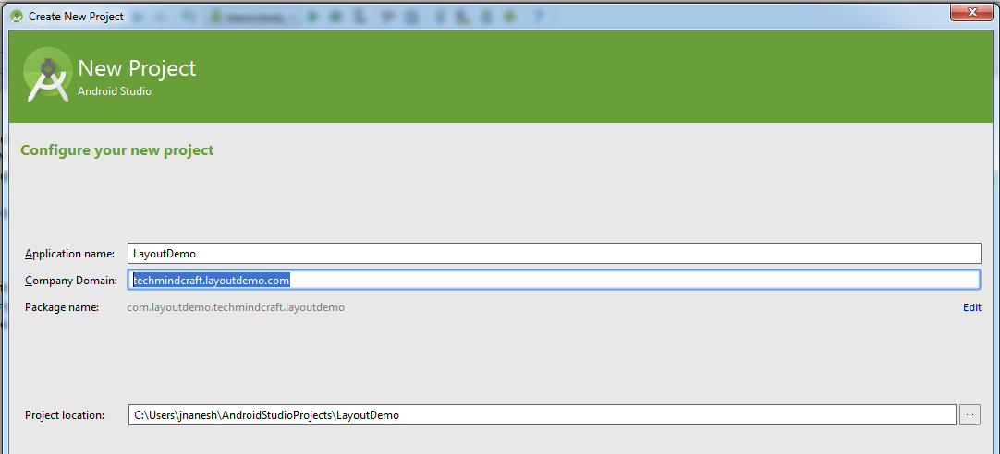 Create New Project
New Project
Android Studio
Configure your new project
Application name: LayoutDemo
Company Domain: techmindcraft.layoutdemo.com
Package name: com.layoutdemo.techmindcraft.layoutdemo Edit
Project location: C:\Users\jnanesh\AndroidStudioProjects\LayoutDemo ...